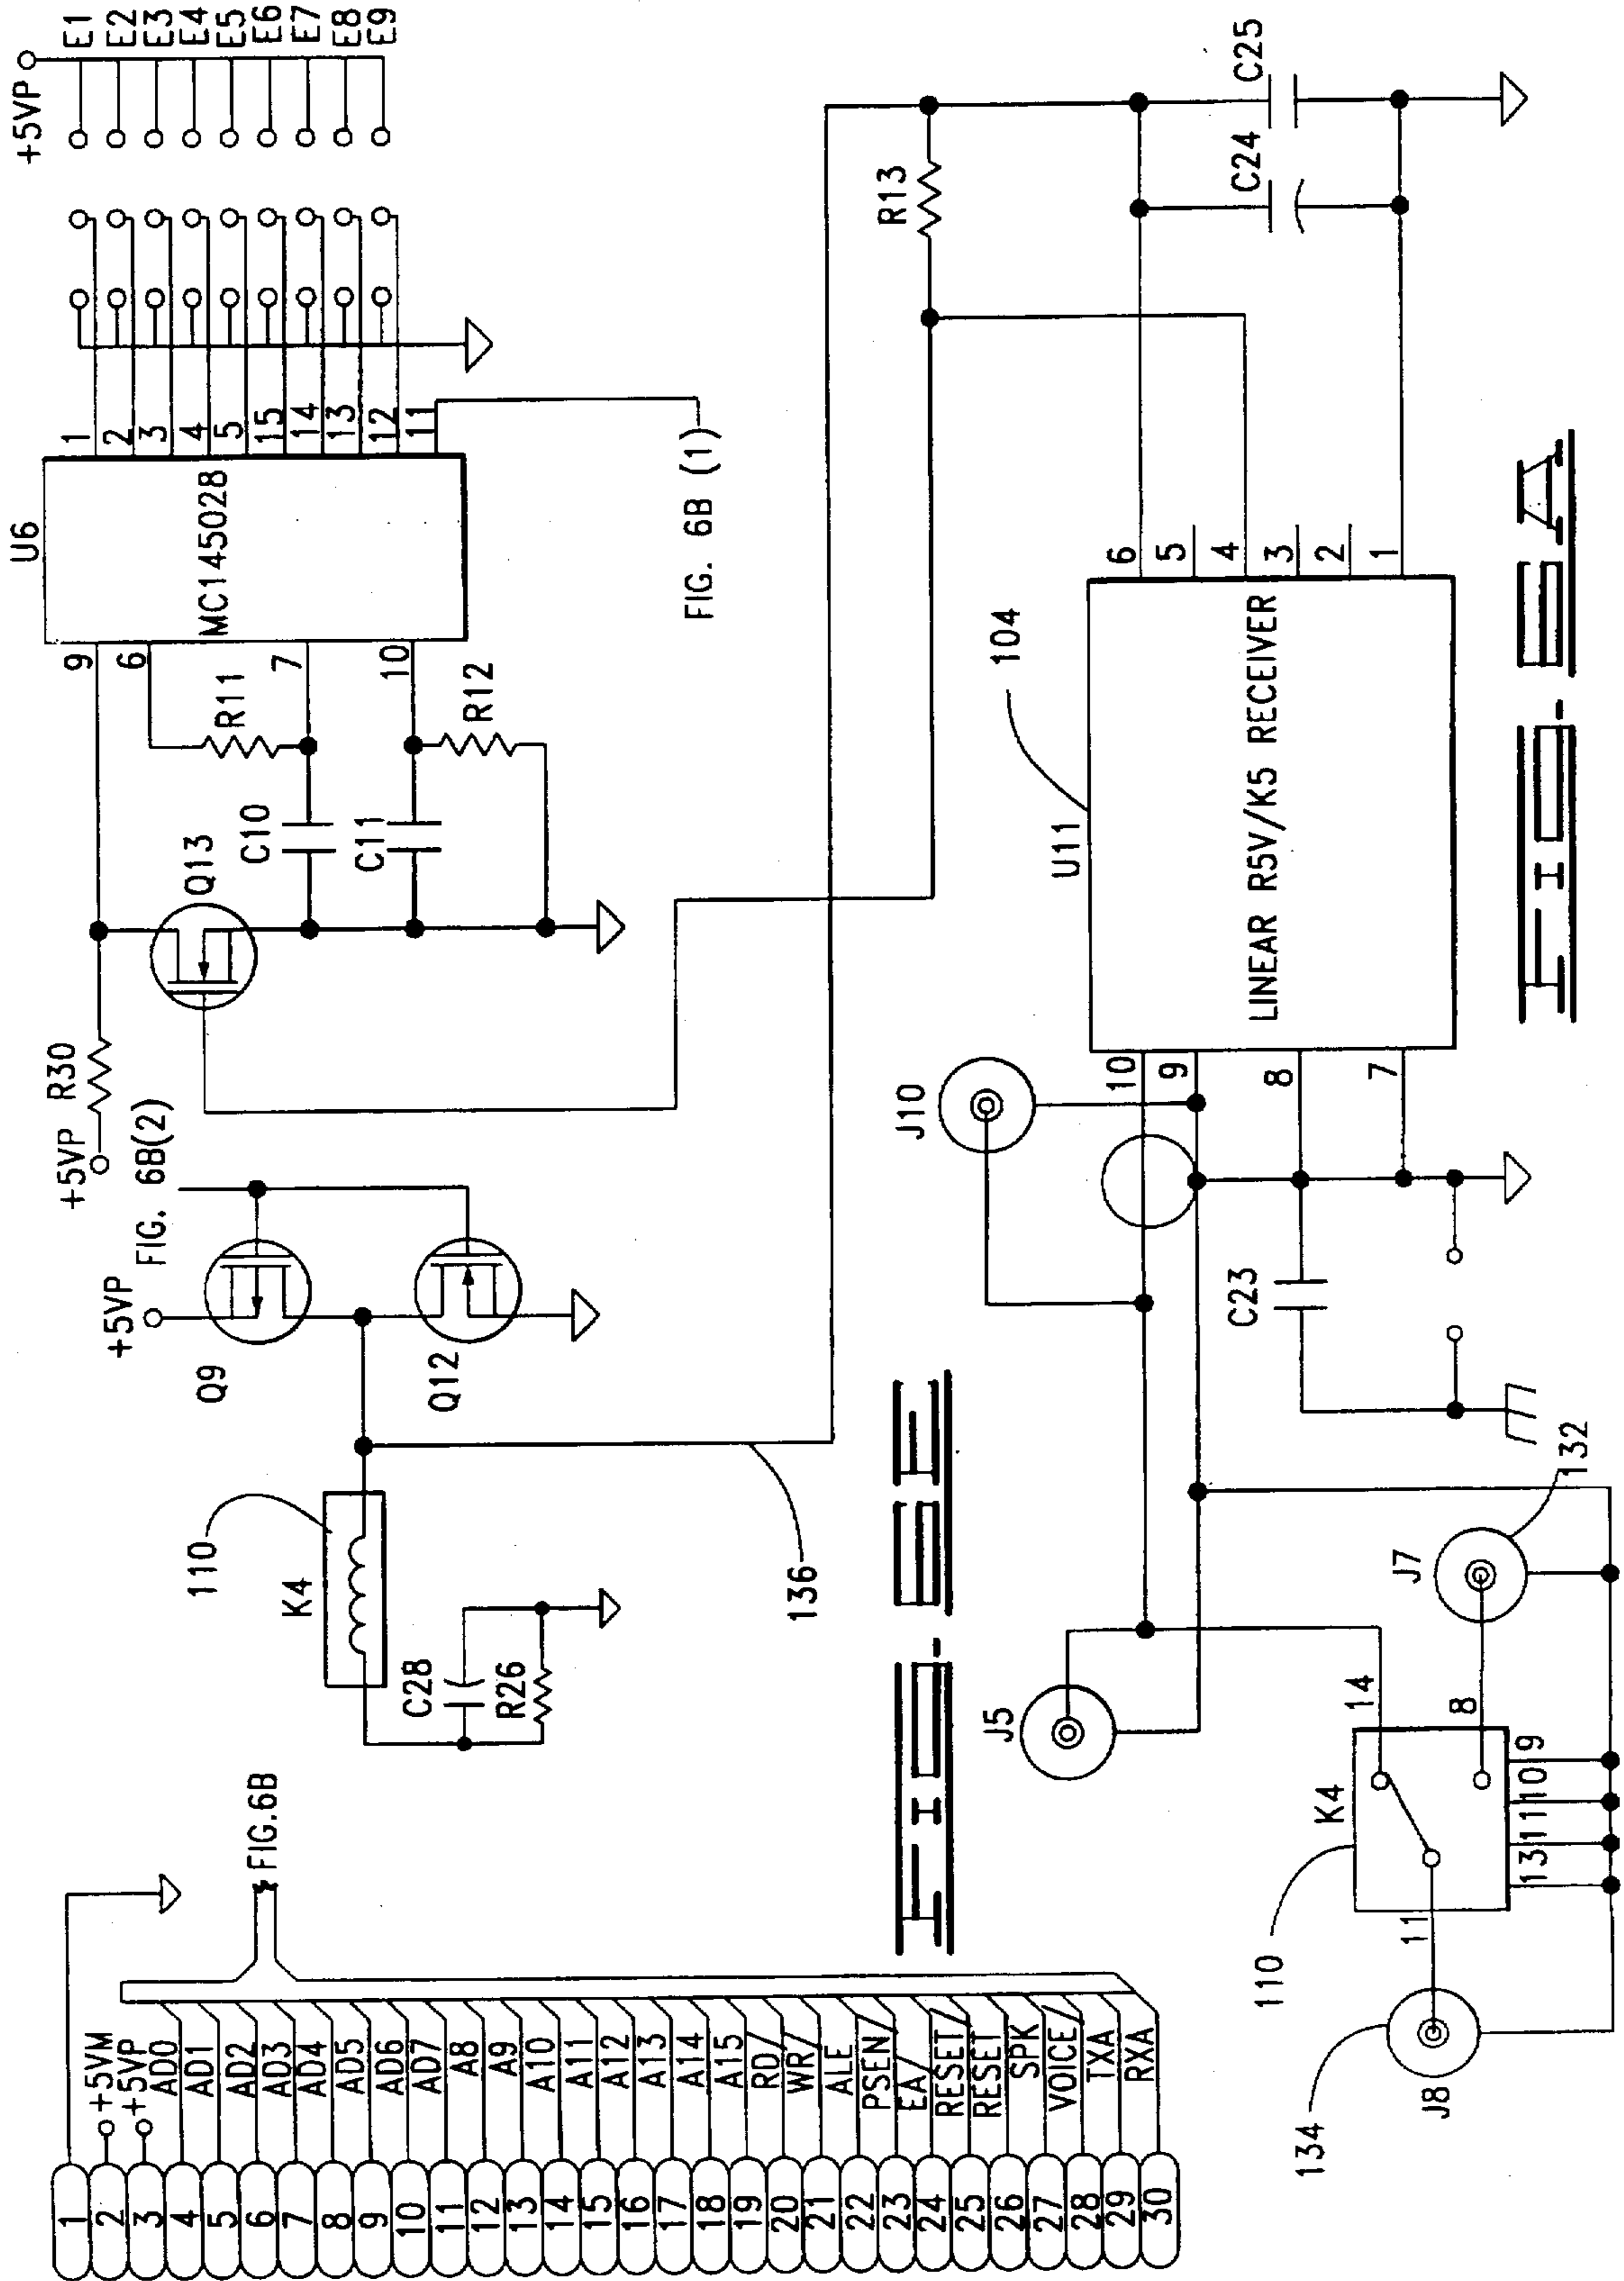 1
2 +5VM
3 +5VP
4 AD0
5 AD1
6 AD2
7 AD3
8 AD4
9 AD5
10 AD6
11 AD7
12 A8
13 A9
14 A10
15 A11
16 A12
17 A13
18 A14
19 A15
20 RD/
21 WR/
22 ALE
23 PSEN/
24 EA/
25 RESET/
26 RESET
27 SPK
28 VOICE/
29 TXA
30 RXA
FIG.6B
110
K4
C28
R26
136
+5VP
Q9
Q12
FIG. 6B(2)
+5VP
R30
Q13
C10
C11
R11
R12
9
6
7
10
U6
MC145028
1
2
3
4
5
15
14
13
12
11
FIG. 6B (1)
+5VP
E1
E2
E3
E4
E5
E6
E7
E8
E9
R13
C24
C25
134
J8
110
K4
11
14
8
13
11
10
9
J5
J7
132
C23
J10
10
9
8
7
U11
104
LINEAR R5V/K5 RECEIVER
6
5
4
3
2
1